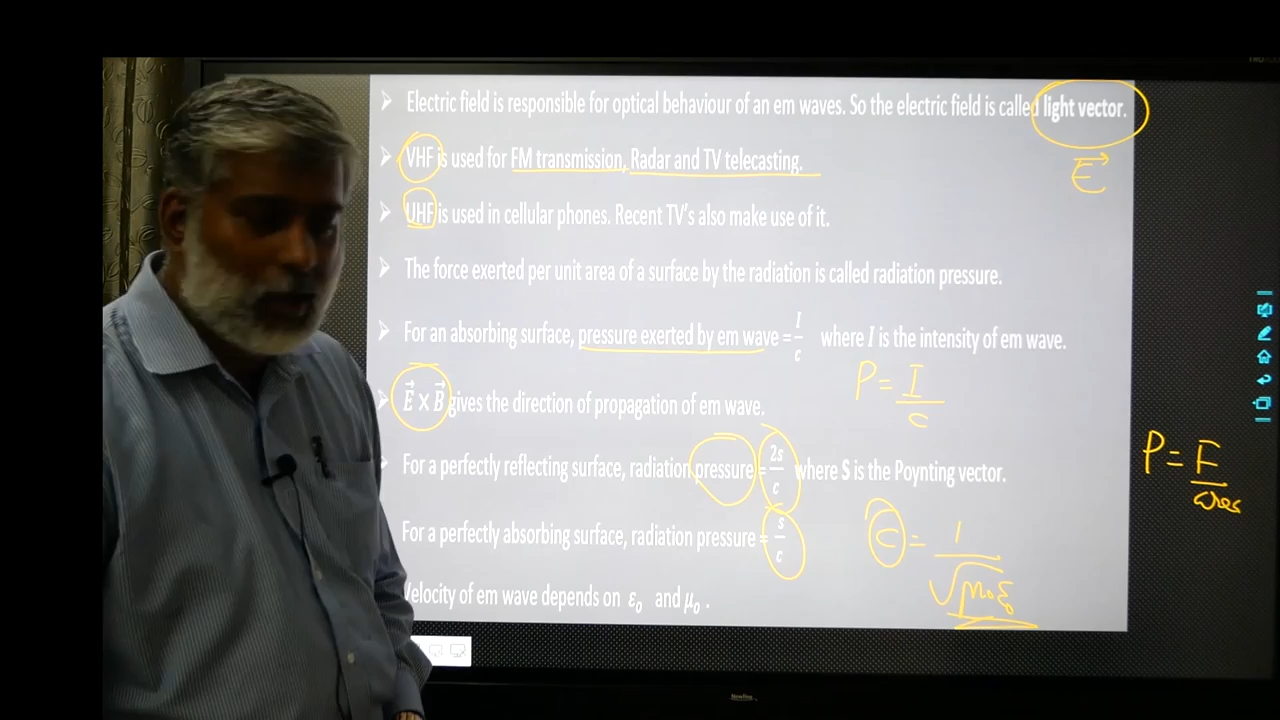 Electric field is responsible for optical behaviour of an em waves. So the electric field is called light vector.
E⃗
VHF is used for FM transmission, Radar and TV telecasting.
UHF is used in cellular phones. Recent TV's also make use of it.
The force exerted per unit area of a surface by the radiation is called radiation pressure.
For an absorbing surface, pressure exerted by em wave = I/c where I is the intensity of em wave.
P = I/c
E⃗ × B⃗ gives the direction of propagation of em wave.
For a perfectly reflecting surface, radiation pressure = 2s/c where S is the Poynting vector.
P = F/area
For a perfectly absorbing surface, radiation pressure = s/c
c = 1/√μ₀ε₀
Velocity of em wave depends on ε₀ and μ₀ .